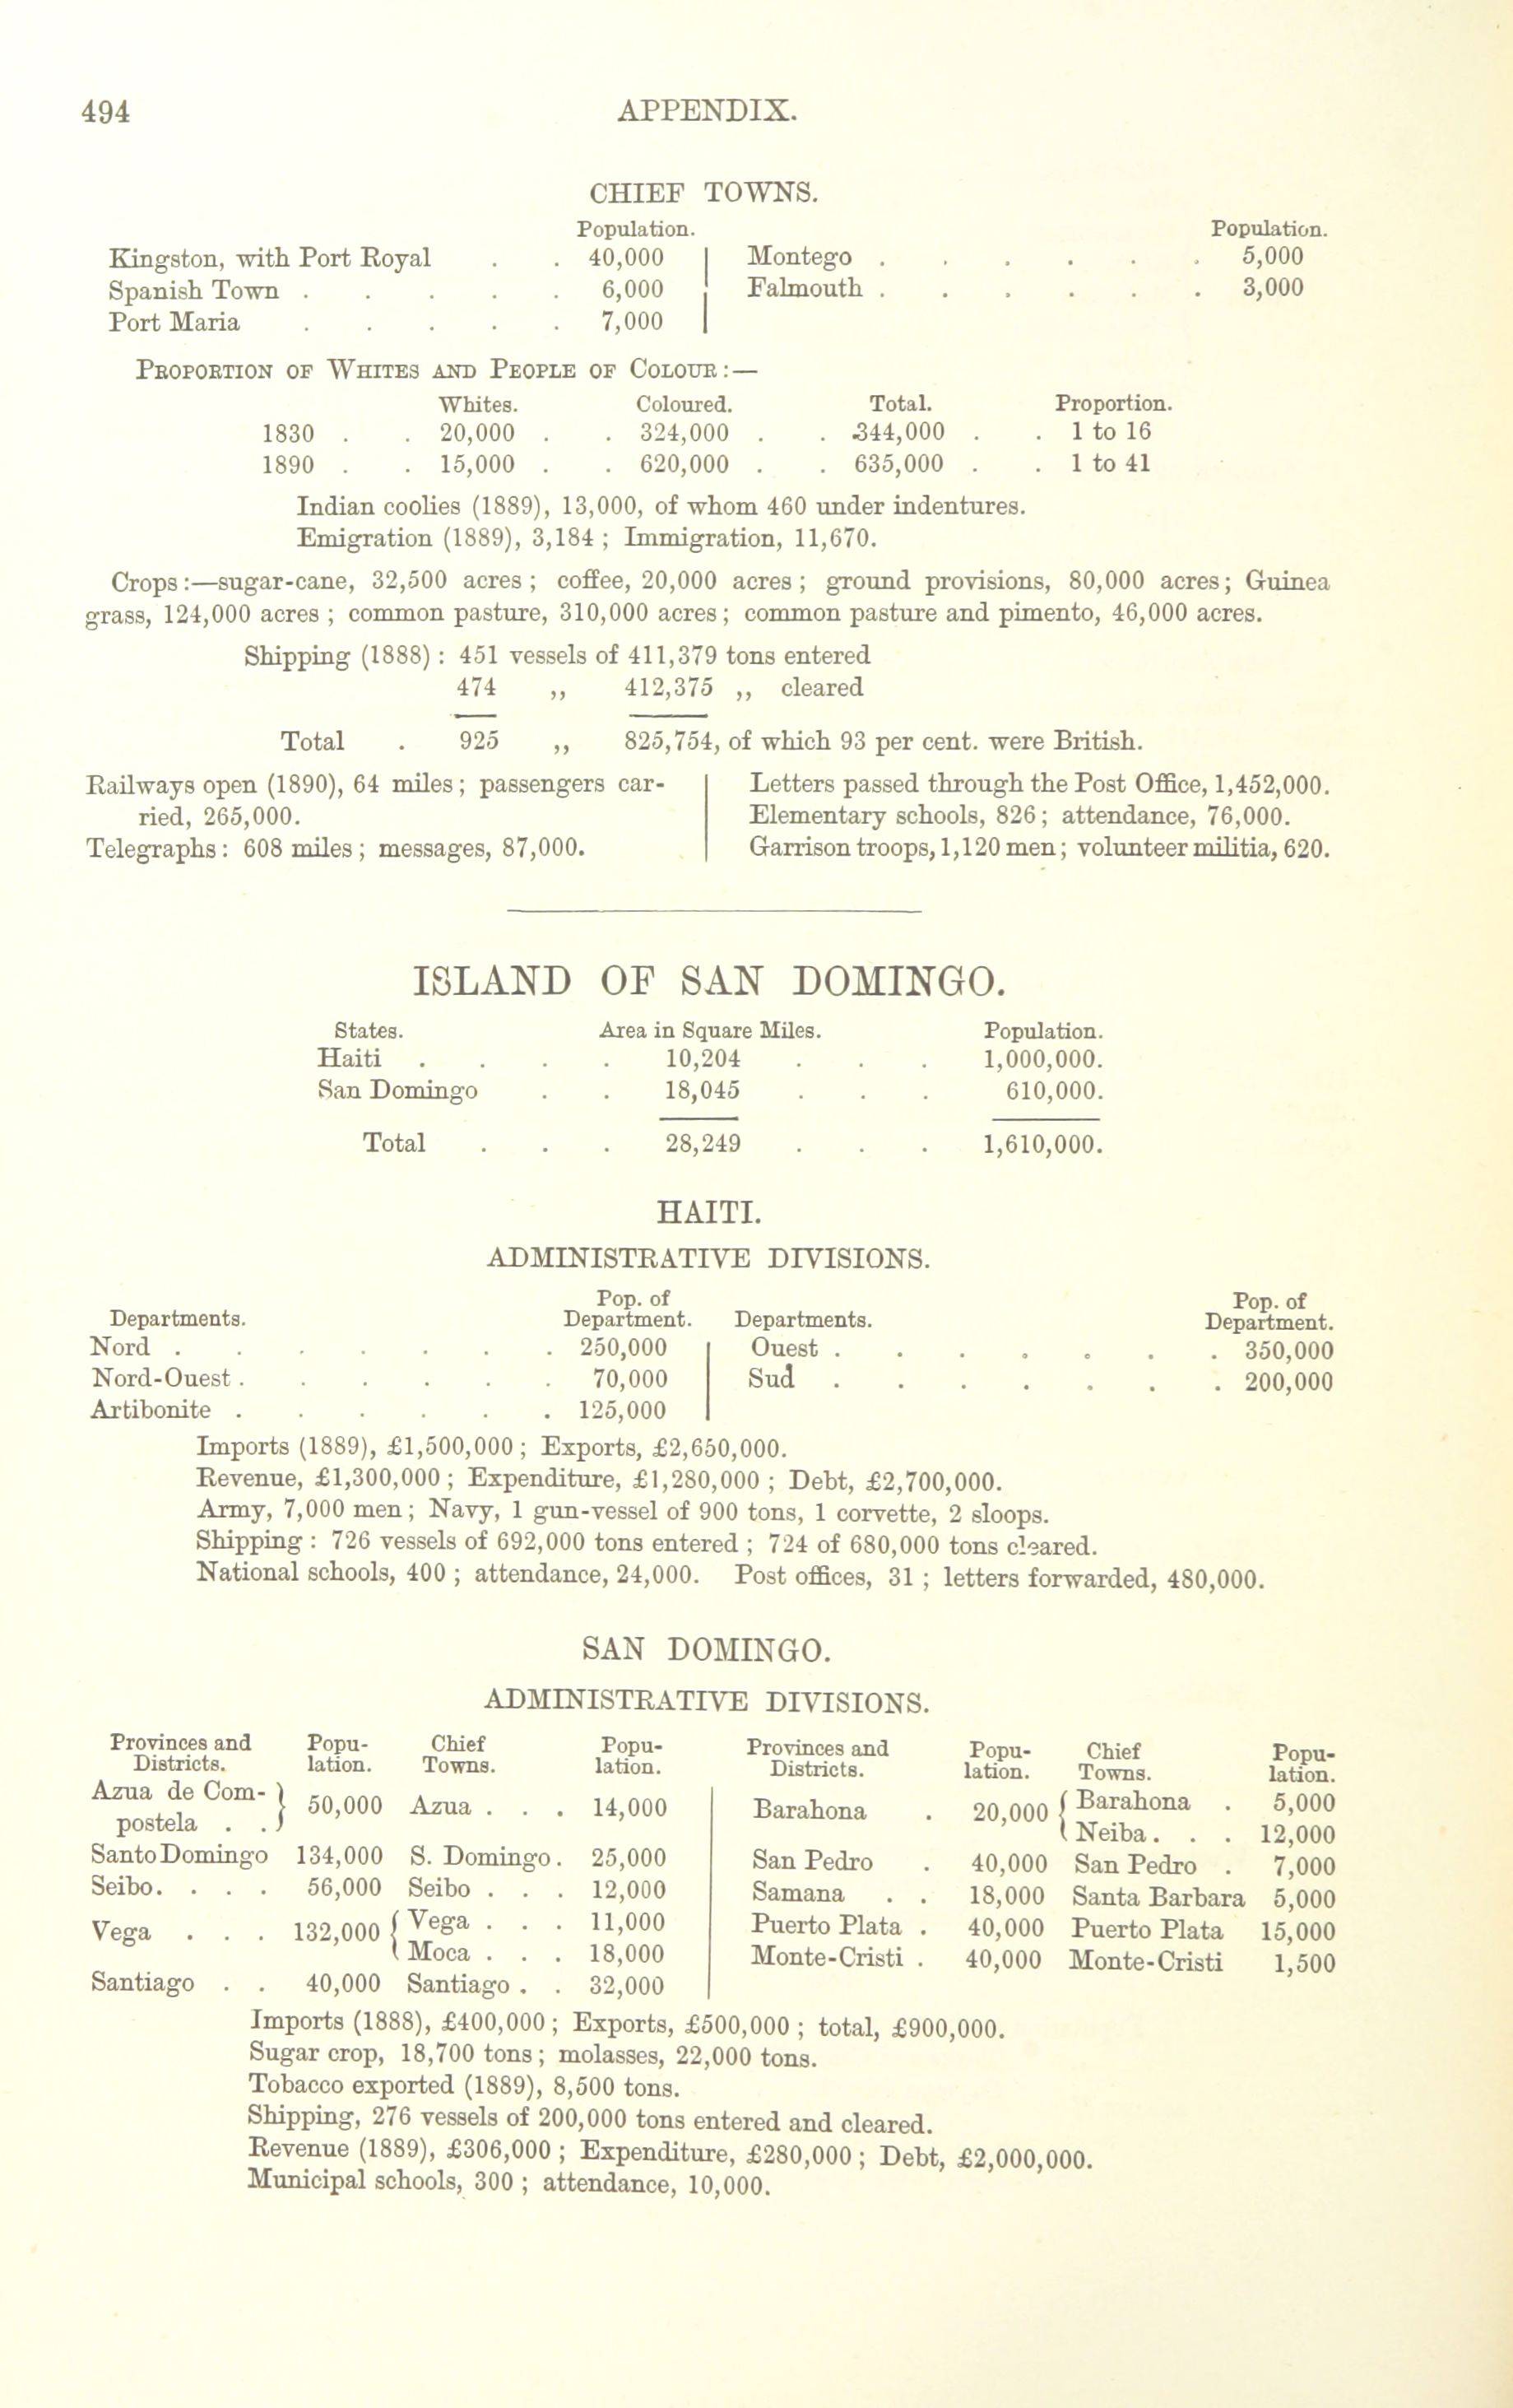 494 APPENDIX.
CHIEF TOWNS.
Population. Population.
Kingston, with Port Royal . . 40,000 Montego . . . . . . 5,000
Spanish Town . . . . . 6,000 Falmouth . . . . . . 3,000
Port Maria . . . . . 7,000
PROPORTION OF WHITES AND PEOPLE OF COLOUR:—
Whites. Coloured. Total. Proportion.
1830 . . 20,000 . . 324,000 . . 344,000 . . 1 to 16
1890 . . 15,000 . . 620,000 . . 635,000 . . 1 to 41
Indian coolies (1889), 13,000, of whom 460 under indentures.
Emigration (1889), 3,184 ; Immigration, 11,670.
Crops:—sugar-cane, 32,500 acres ; coffee, 20,000 acres ; ground provisions, 80,000 acres; Guinea
grass, 124,000 acres ; common pasture, 310,000 acres ; common pasture and pimento, 46,000 acres.
Shipping (1888) : 451 vessels of 411,379 tons entered
474 ,, 412,375 ,, cleared
Total . 925 ,, 825,754, of which 93 per cent. were British.
Railways open (1890), 64 miles ; passengers car-
ried, 265,000.
Telegraphs : 608 miles ; messages, 87,000.
Letters passed through the Post Office, 1,452,000.
Elementary schools, 826 ; attendance, 76,000.
Garrison troops, 1,120 men ; volunteer militia, 620.
ISLAND OF SAN DOMINGO.
States. Area in Square Miles. Population.
Haiti . . . . 10,204 . . . 1,000,000.
San Domingo . . 18,045 . . . 610,000.
Total . . . 28,249 . . . 1,610,000.
HAITI.
ADMINISTRATIVE DIVISIONS.
Pop. of Pop. of
Departments. Department. Departments. Department.
Nord . . . . . . . 250,000 Ouest . . . . . . . 350,000
Nord-Ouest . . . . . . 70,000 Sud . . . . . . . 200,000
Artibonite . . . . . . 125,000
Imports (1889), £1,500,000 ; Exports, £2,650,000.
Revenue, £1,300,000 ; Expenditure, £1,280,000 ; Debt, £2,700,000.
Army, 7,000 men ; Navy, 1 gun-vessel of 900 tons, 1 corvette, 2 sloops.
Shipping : 726 vessels of 692,000 tons entered ; 724 of 680,000 tons cleared.
National schools, 400 ; attendance, 24,000. Post offices, 31 ; letters forwarded, 480,000.
SAN DOMINGO.
ADMINISTRATIVE DIVISIONS.
Provinces and Popu- Chief Popu- Provinces and Popu- Chief Popu-
Districts. lation. Towns. lation. Districts. lation. Towns. lation.
Azua de Com-
postela . . } 50,000 Azua . . . 14,000 Barahona . 20,000 { Barahona . 5,000
Neiba . . . 12,000
Santo Domingo 134,000 S. Domingo . 25,000 San Pedro . 40,000 San Pedro . 7,000
Seibo . . . . 56,000 Seibo . . . 12,000 Samana . . 18,000 Santa Barbara 5,000
Vega . . . 132,000 { Vega . . . 11,000 Puerto Plata . 40,000 Puerto Plata 15,000
Moca . . . 18,000 Monte-Cristi . 40,000 Monte-Cristi 1,500
Santiago . . 40,000 Santiago . . 32,000
Imports (1888), £400,000 ; Exports, £500,000 ; total, £900,000.
Sugar crop, 18,700 tons ; molasses, 22,000 tons.
Tobacco exported (1889), 8,500 tons.
Shipping, 276 vessels of 200,000 tons entered and cleared.
Revenue (1889), £306,000 ; Expenditure, £280,000 ; Debt, £2,000,000.
Municipal schools, 300 ; attendance, 10,000.